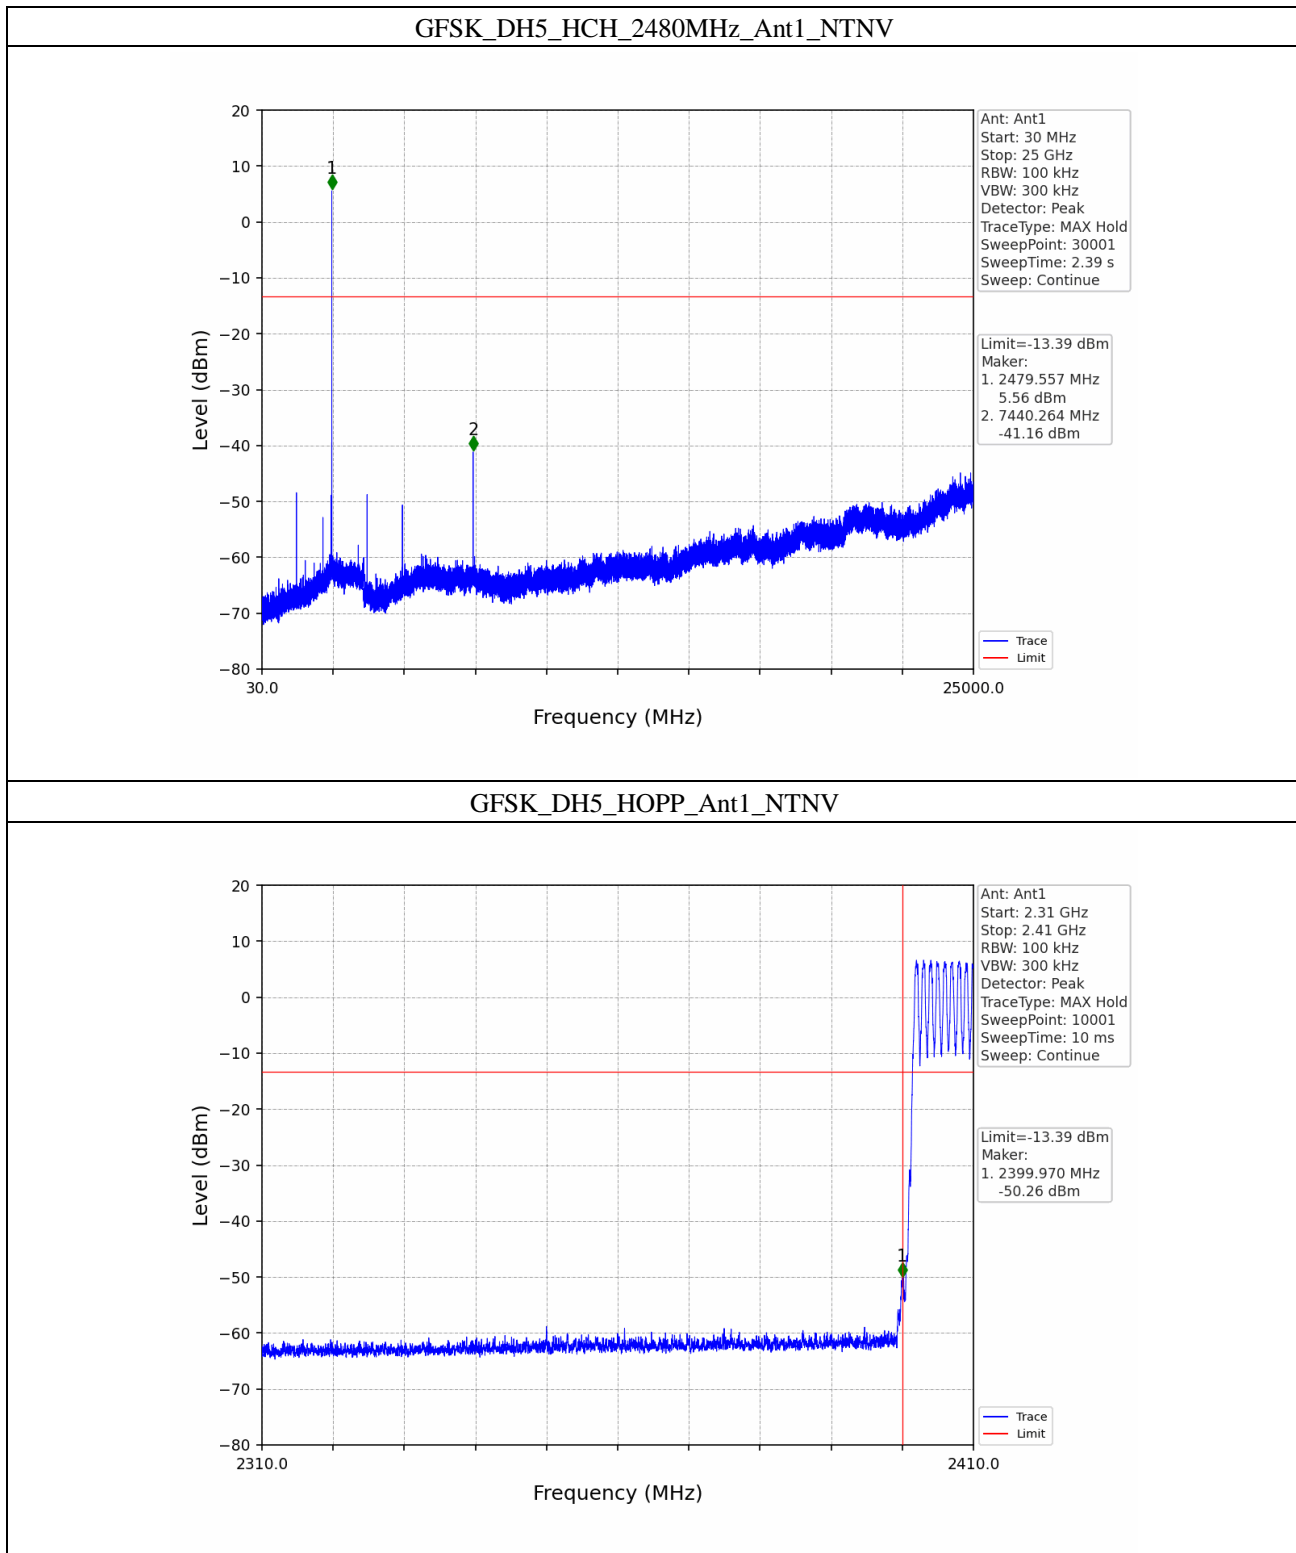 GFSK_DH5_HCH_2480MHz_Ant1_NTNV
20
10
0
−10
−20
−30
−40
−50
−60
−70
−80
Level (dBm)
1
2
30.0
25000.0
Frequency (MHz)
Ant: Ant1
Start: 30 MHz
Stop: 25 GHz
RBW: 100 kHz
VBW: 300 kHz
Detector: Peak
TraceType: MAX Hold
SweepPoint: 30001
SweepTime: 2.39 s
Sweep: Continue
Limit=-13.39 dBm
Maker:
1. 2479.557 MHz
5.56 dBm
2. 7440.264 MHz
-41.16 dBm
Trace
Limit
GFSK_DH5_HOPP_Ant1_NTNV
20
10
0
−10
−20
−30
−40
−50
−60
−70
−80
Level (dBm)
1
2310.0
2410.0
Frequency (MHz)
Ant: Ant1
Start: 2.31 GHz
Stop: 2.41 GHz
RBW: 100 kHz
VBW: 300 kHz
Detector: Peak
TraceType: MAX Hold
SweepPoint: 10001
SweepTime: 10 ms
Sweep: Continue
Limit=-13.39 dBm
Maker:
1. 2399.970 MHz
-50.26 dBm
Trace
Limit